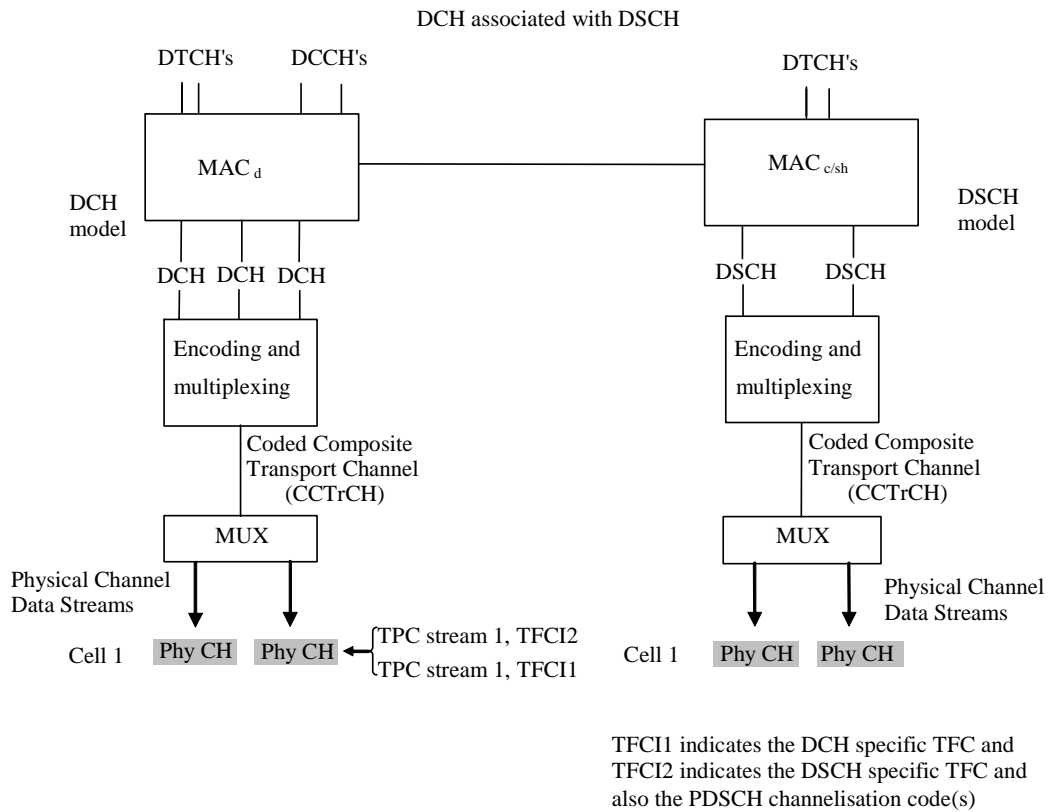 DCH associated with DSCH
DTCH's
DCCH's
DTCH's
MAC d
MAC c/sh
DCH
model
DSCH
model
DCH
DCH
DCH
DSCH
DSCH
Encoding and
multiplexing
Encoding and
multiplexing
Coded Composite
Transport Channel
(CCTrCH)
Coded Composite
Transport Channel
(CCTrCH)
MUX
MUX
Physical Channel
Data Streams
Physical Channel
Data Streams
Cell 1
Phy CH
Phy CH
TPC stream 1, TFCI2
TPC stream 1, TFCI1
Cell 1
Phy CH
Phy CH
TFCI1 indicates the DCH specific TFC and
TFCI2 indicates the DSCH specific TFC and
also the PDSCH channelisation code(s)